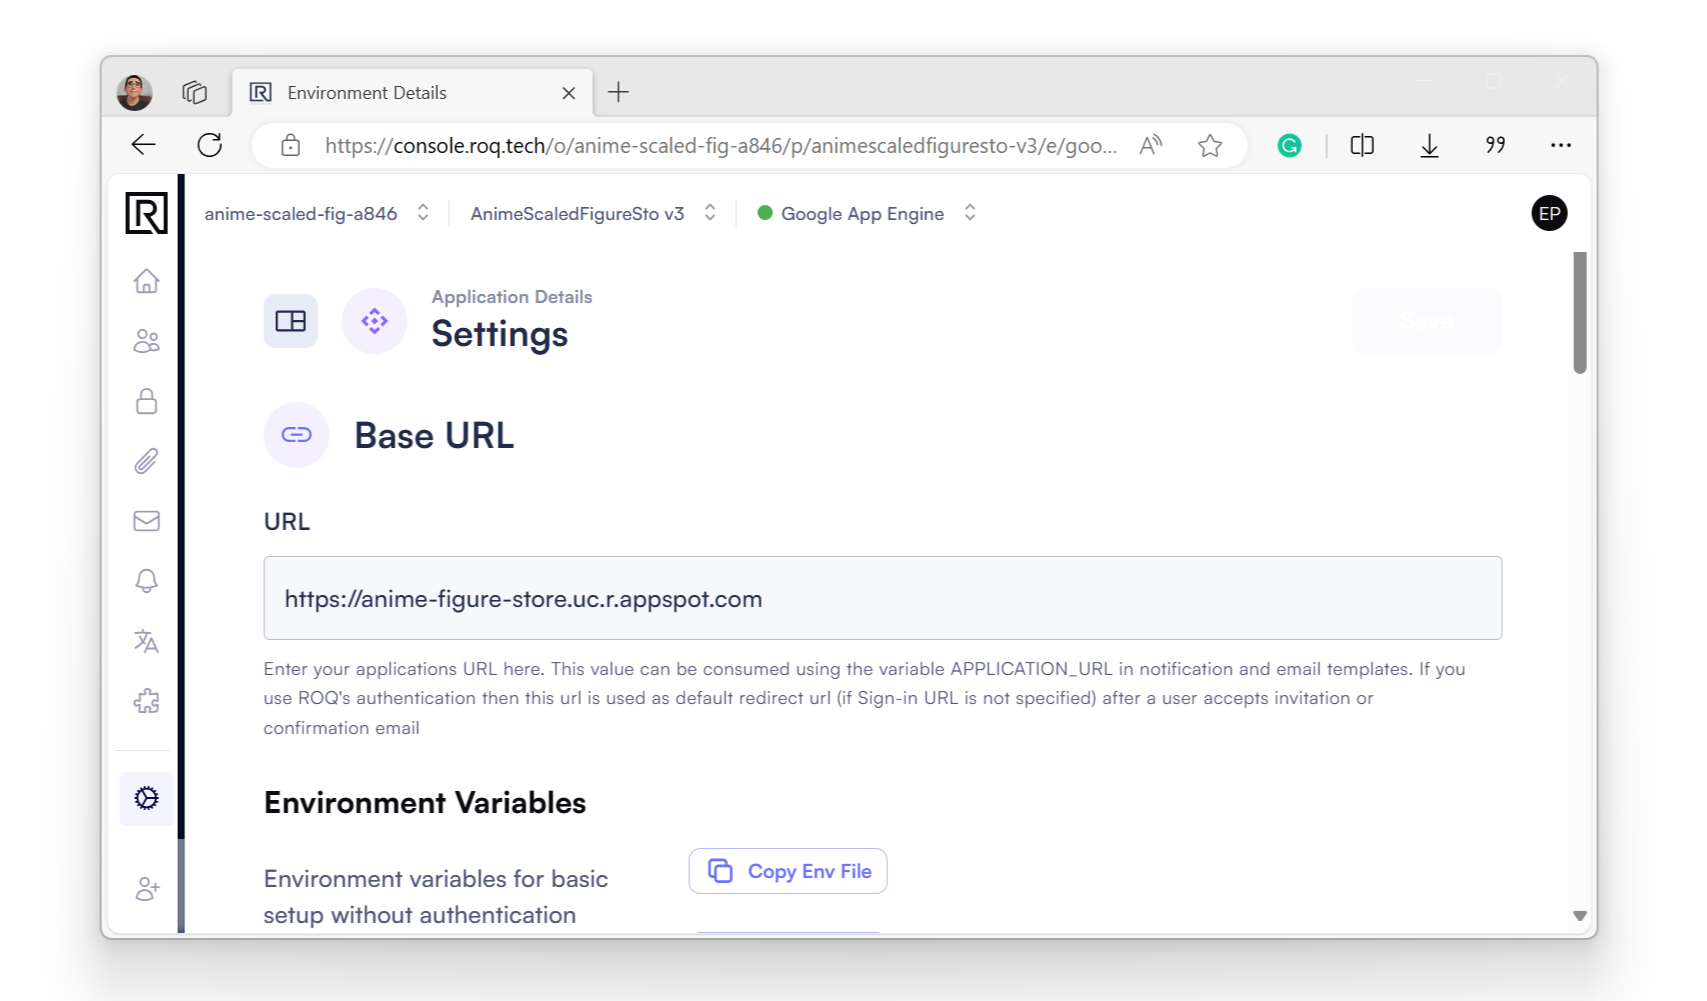 Environment Details
https://console.roq.tech/o/anime-scaled-fig-a846/p/animescaledfiguresto-v3/e/goo...
anime-scaled-fig-a846
AnimeScaledFigureSto v3
Google App Engine
EP
Application Details
Settings
Save
Base URL
URL
https://anime-figure-store.uc.r.appspot.com
Enter your applications URL here. This value can be consumed using the variable APPLICATION_URL in notification and email templates. If you
use ROQ's authentication then this url is used as default redirect url (if Sign-in URL is not specified) after a user accepts invitation or
confirmation email
Environment Variables
Environment variables for basic
setup without authentication
Copy Env File